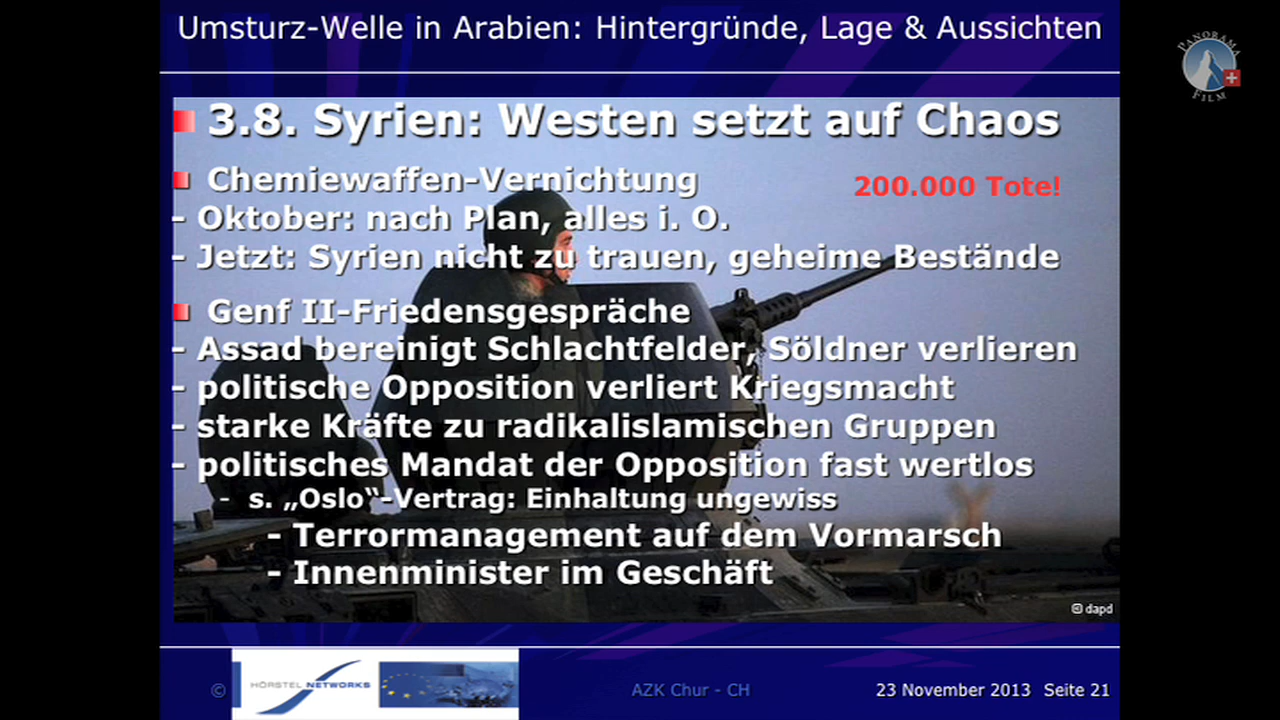 Umsturz-Welle in Arabien: Hintergründe, Lage & Aussichten
PANORAMA
FILM
3.8. Syrien: Westen setzt auf Chaos
Chemiewaffen-Vernichtung
200.000 Tote!
- Oktober: nach Plan, alles i. O.
- Jetzt: Syrien nicht zu trauen, geheime Bestände
Genf II-Friedensgespräche
- Assad bereinigt Schlachtfelder, Söldner verlieren
- politische Opposition verliert Kriegsmacht
- starke Kräfte zu radikalislamischen Gruppen
- politisches Mandat der Opposition fast wertlos
- s. „Oslo“-Vertrag: Einhaltung ungewiss
- Terrormanagement auf dem Vormarsch
- Innenminister im Geschäft
© dapd
© HÖRSTEL NETWORKS
AZK Chur - CH
23 November 2013 Seite 21